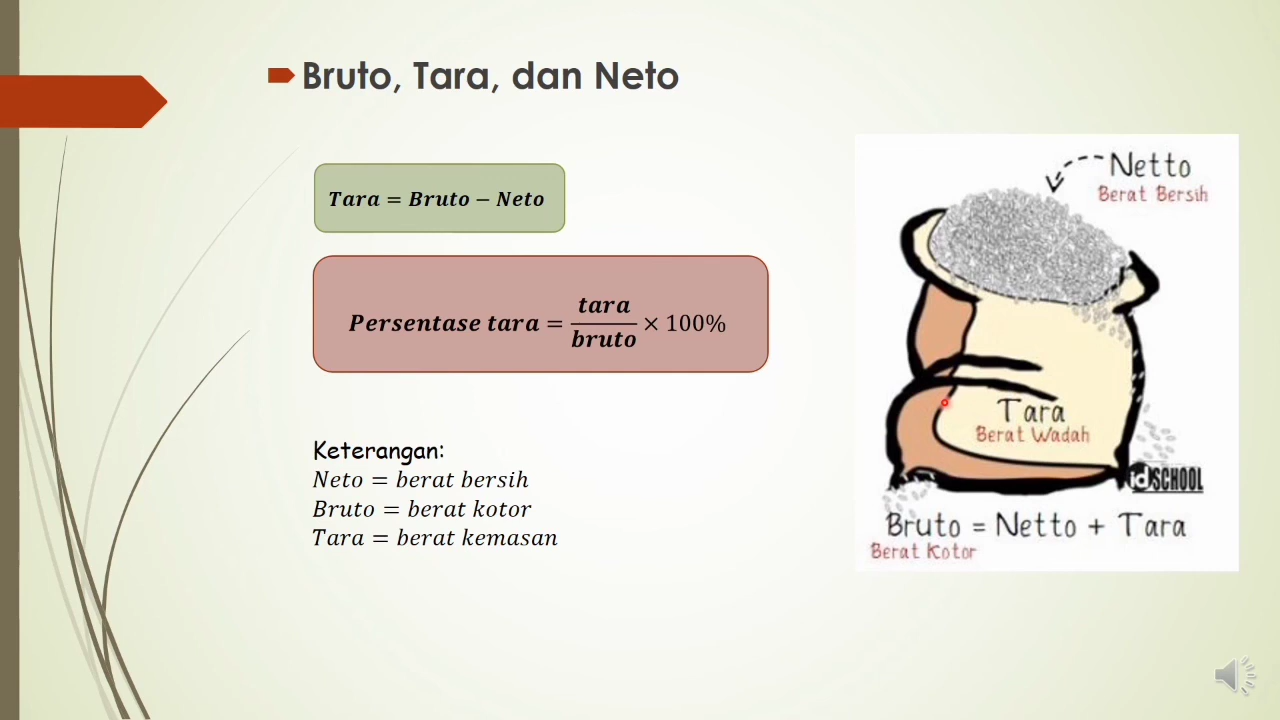 Bruto, Tara, dan Neto
Tara = Bruto − Neto
Persentase tara = tara/bruto × 100%
Keterangan:
Neto = berat bersih
Bruto = berat kotor
Tara = berat kemasan
Netto
Berat Bersih
Tara
Berat Wadah
idSCHOOL
Bruto = Netto + Tara
Berat Kotor